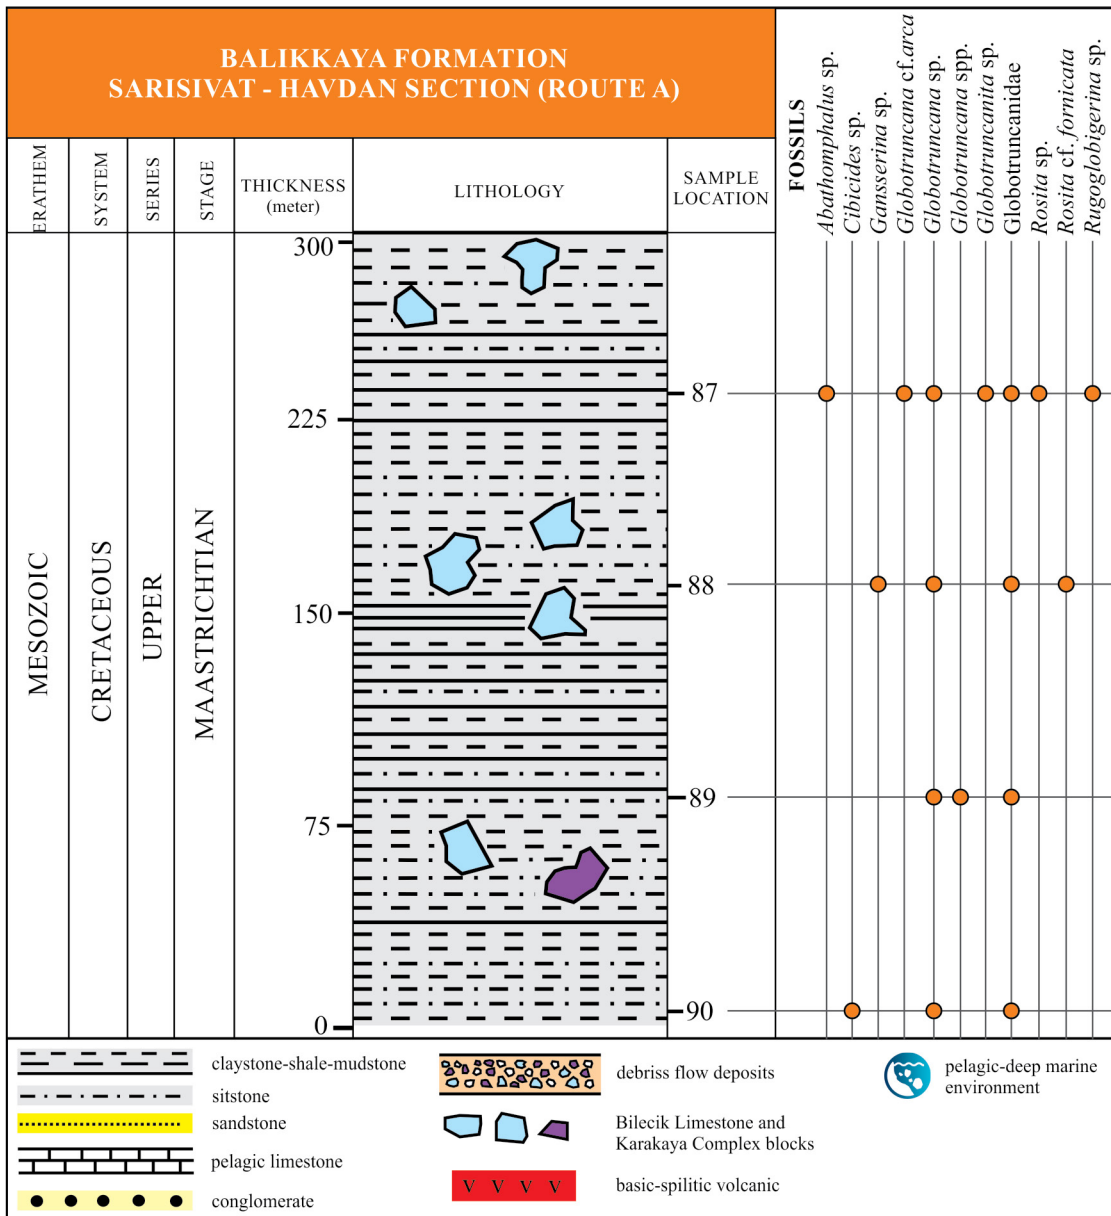 BALIKKAYA FORMATION
SARISIVAT - HAVDAN SECTION (ROUTE A)
ERATHEM
SYSTEM
SERIES
STAGE
THICKNESS
(meter)
LITHOLOGY
SAMPLE
LOCATION
FOSSILS
Abathomphalus sp.
Cibicides sp.
Gansserina sp.
Globotruncana cf.arca
Globotruncana sp.
Globotruncana spp.
Globotruncanita sp.
Globotruncanidae
Rosita sp.
Rosita cf. fornicata
Rugoglobigerina sp.
MESOZOIC
CRETACEOUS
UPPER
MAASTRICHTIAN
300
225
150
75
0
87
88
89
90
claystone-shale-mudstone
sitstone
sandstone
pelagic limestone
conglomerate
debriss flow deposits
Bilecik Limestone and
Karakaya Complex blocks
V V V V
basic-spilitic volcanic
pelagic-deep marine
environment